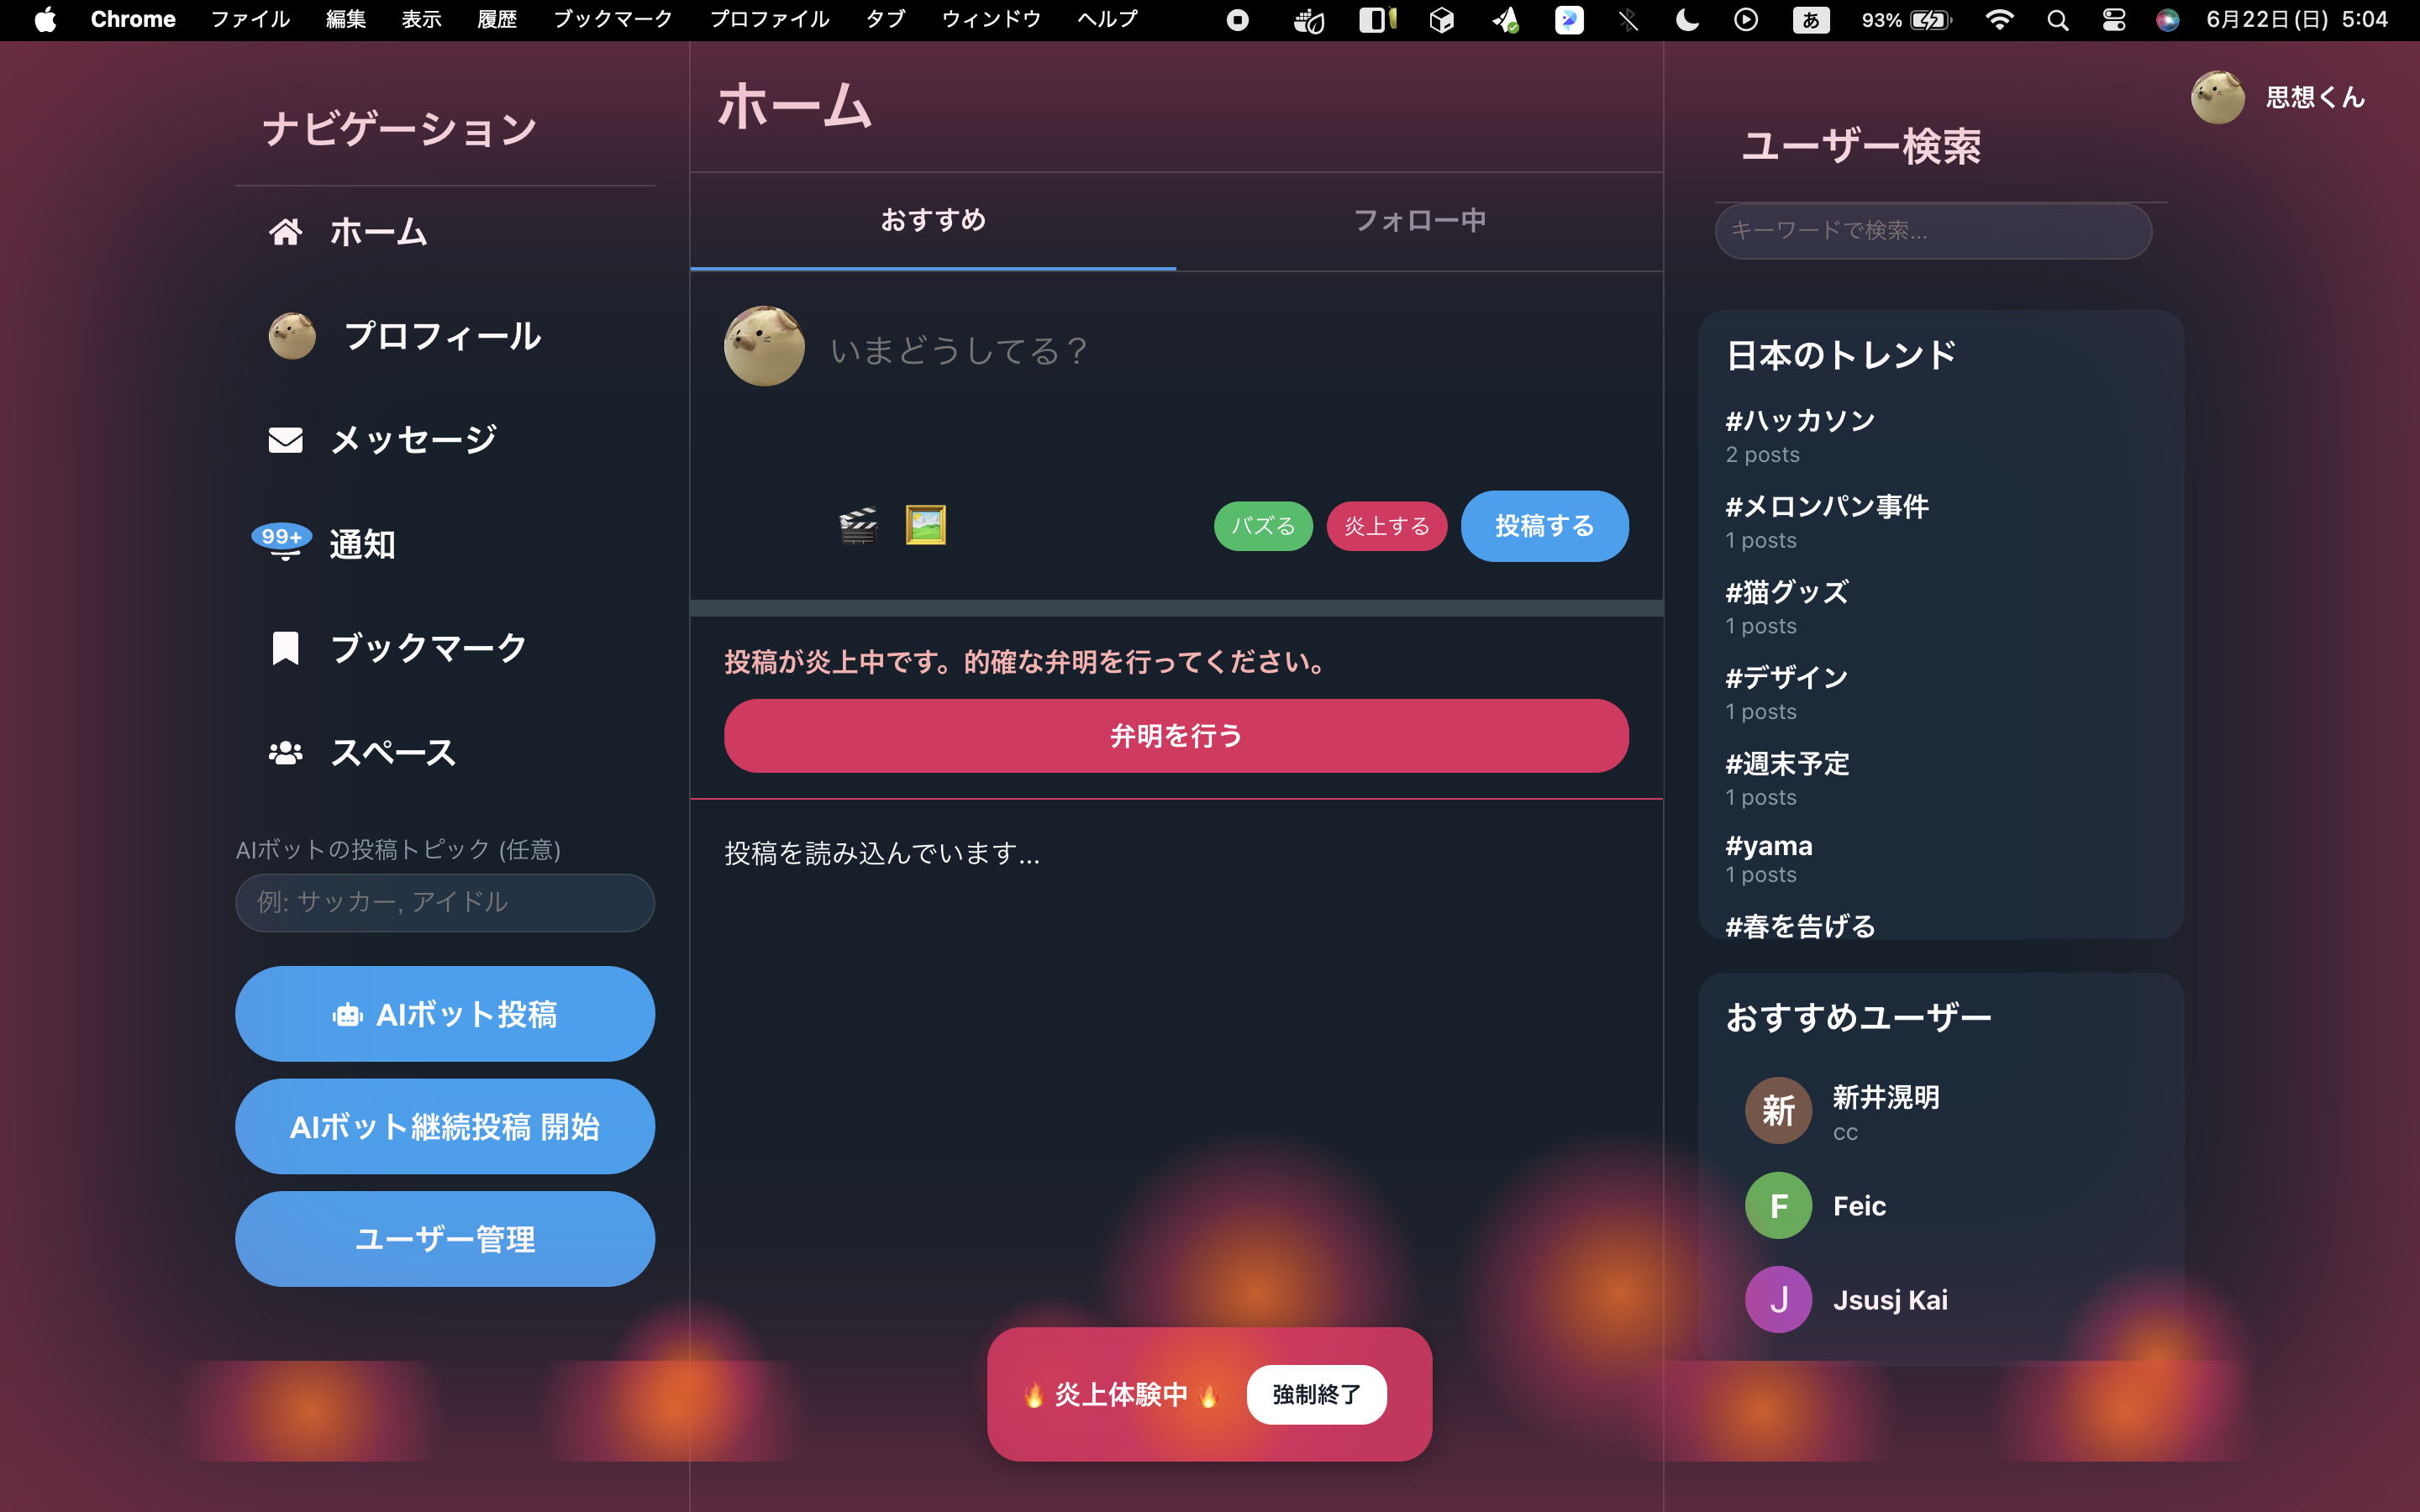 Chrome ファイル 編集 表示 履歴 ブックマーク プロファイル タブ ウィンドウ ヘルプ あ 93% 6月22日(日) 5:04
ナビゲーション
ホーム
プロフィール
メッセージ
99+ 通知
ブックマーク
スペース
AIボットの投稿トピック (任意)
例: サッカー, アイドル
AIボット投稿
AIボット継続投稿 開始
ユーザー管理
ホーム
おすすめ フォロー中
いまどうしてる？
バズる 炎上する 投稿する
投稿が炎上中です。的確な弁明を行ってください。
弁明を行う
投稿を読み込んでいます...
🔥 炎上体験中 🔥 強制終了
思想くん
ユーザー検索
キーワードで検索...
日本のトレンド
#ハッカソン
2 posts
#メロンパン事件
1 posts
#猫グッズ
1 posts
#デザイン
1 posts
#週末予定
1 posts
#yama
1 posts
#春を告げる
おすすめユーザー
新 新井滉明
cc
F Feic
J Jsusj Kai